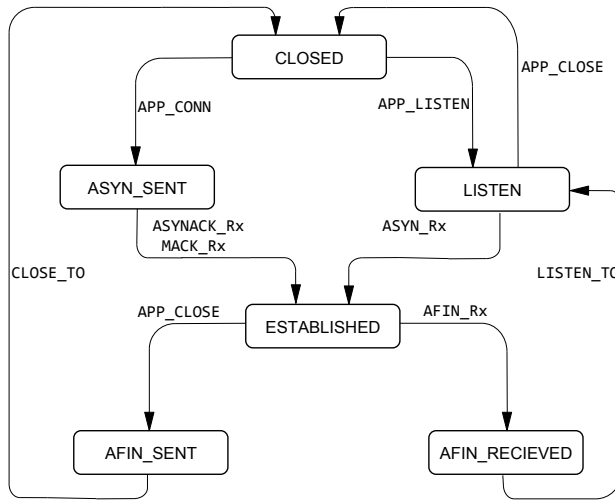 CLOSED
APP_CLOSE
APP_CONN
APP_LISTEN
ASYN_SENT
LISTEN
ASYNACK_Rx
MACK_Rx
ASYN_Rx
CLOSE_TO
LISTEN_TO
APP_CLOSE
ESTABLISHED
AFIN_Rx
AFIN_SENT
AFIN_RECIEVED